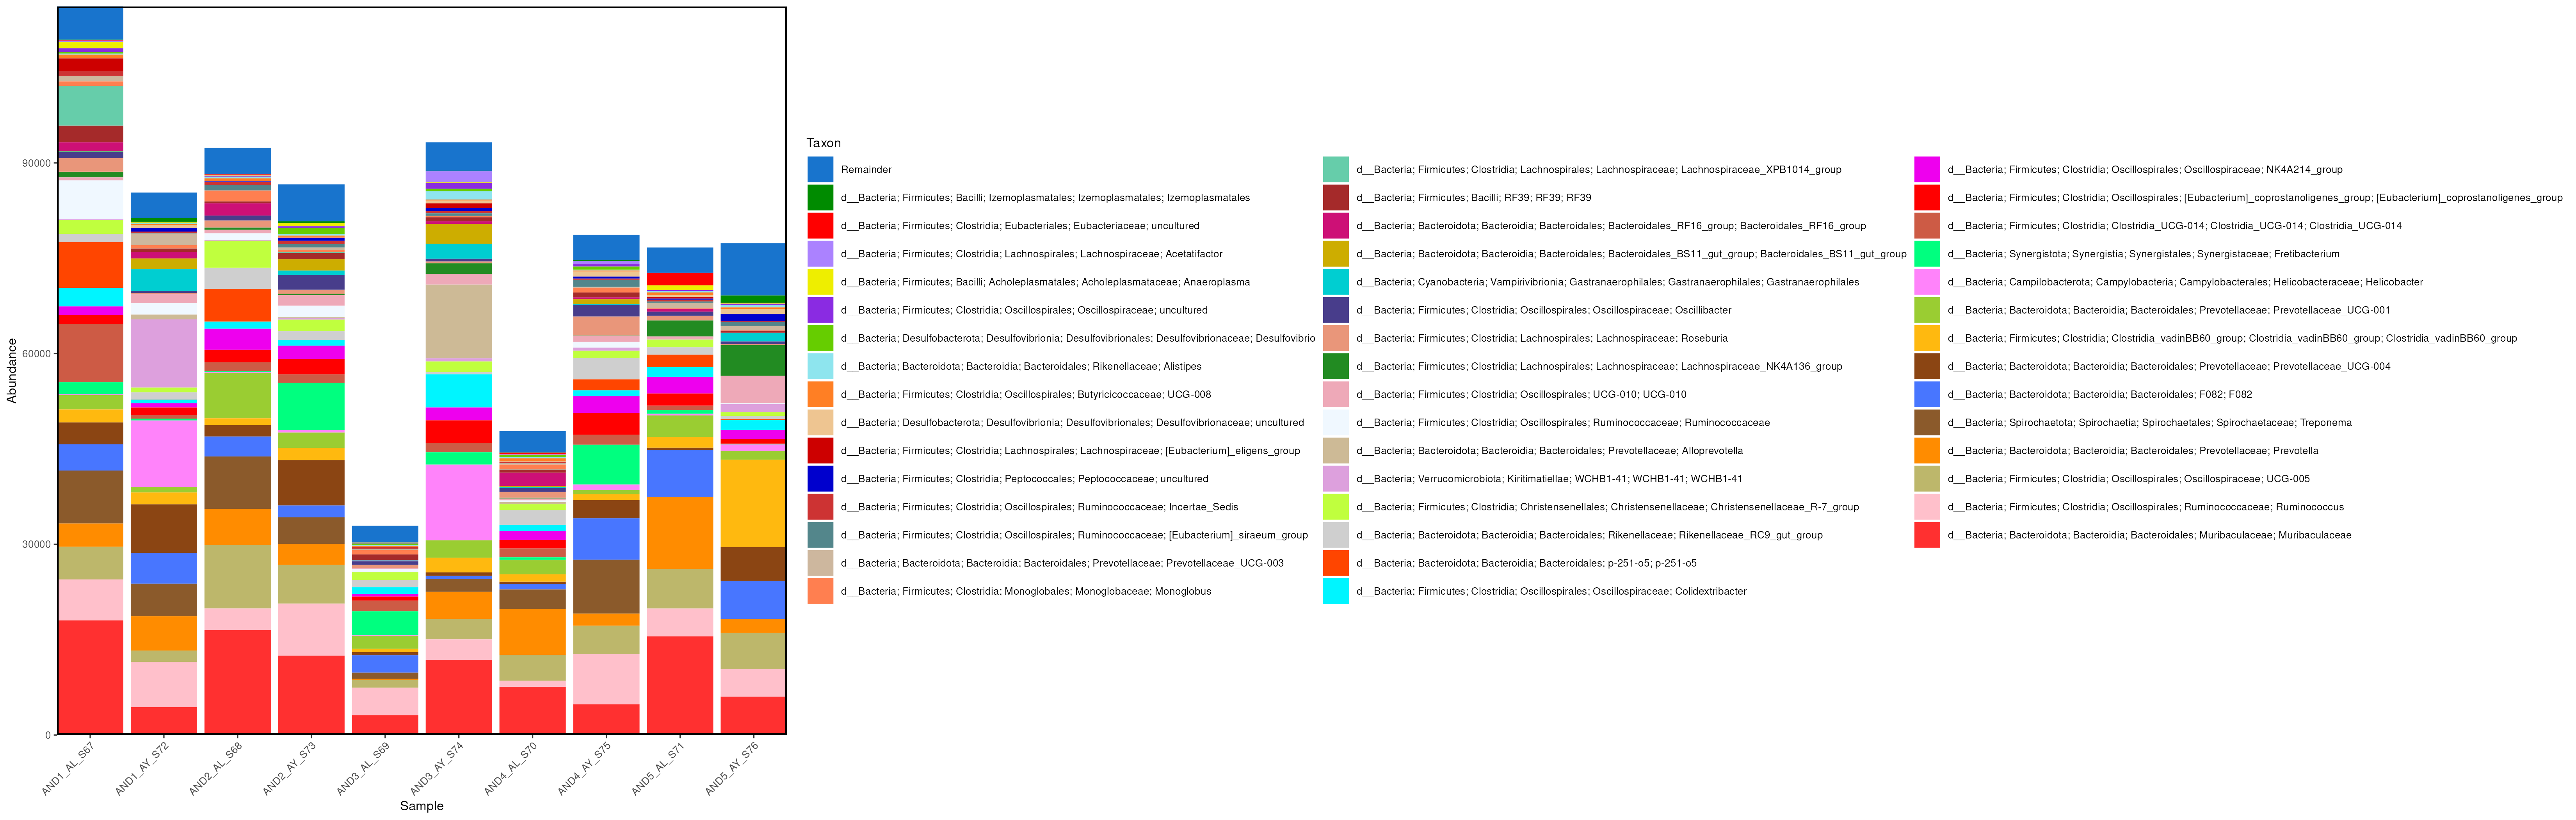 90000
60000
30000
0
Abundance
AND1_AL_S67
AND1_AY_S72
AND2_AL_S68
AND2_AY_S73
AND3_AL_S69
AND3_AY_S74
AND4_AL_S70
AND4_AY_S75
AND5_AL_S71
AND5_AY_S76
Sample
Taxon
Remainder
d__Bacteria; Firmicutes; Bacilli; Izemoplasmatales; Izemoplasmatales; Izemoplasmatales
d__Bacteria; Firmicutes; Clostridia; Eubacteriales; Eubacteriaceae; uncultured
d__Bacteria; Firmicutes; Clostridia; Lachnospirales; Lachnospiraceae; Acetatifactor
d__Bacteria; Firmicutes; Bacilli; Acholeplasmatales; Acholeplasmataceae; Anaeroplasma
d__Bacteria; Firmicutes; Clostridia; Oscillospirales; Oscillospiraceae; uncultured
d__Bacteria; Desulfobacterota; Desulfovibrionia; Desulfovibrionales; Desulfovibrionaceae; Desulfovibrio
d__Bacteria; Bacteroidota; Bacteroidia; Bacteroidales; Rikenellaceae; Alistipes
d__Bacteria; Firmicutes; Clostridia; Oscillospirales; Butyricicoccaceae; UCG-008
d__Bacteria; Desulfobacterota; Desulfovibrionia; Desulfovibrionales; Desulfovibrionaceae; uncultured
d__Bacteria; Firmicutes; Clostridia; Lachnospirales; Lachnospiraceae; [Eubacterium]_eligens_group
d__Bacteria; Firmicutes; Clostridia; Peptococcales; Peptococcaceae; uncultured
d__Bacteria; Firmicutes; Clostridia; Oscillospirales; Ruminococcaceae; Incertae_Sedis
d__Bacteria; Firmicutes; Clostridia; Oscillospirales; Ruminococcaceae; [Eubacterium]_siraeum_group
d__Bacteria; Bacteroidota; Bacteroidia; Bacteroidales; Prevotellaceae; Prevotellaceae_UCG-003
d__Bacteria; Firmicutes; Clostridia; Monoglobales; Monoglobaceae; Monoglobus
d__Bacteria; Firmicutes; Clostridia; Lachnospirales; Lachnospiraceae; Lachnospiraceae_XPB1014_group
d__Bacteria; Firmicutes; Bacilli; RF39; RF39; RF39
d__Bacteria; Bacteroidota; Bacteroidia; Bacteroidales; Bacteroidales_RF16_group; Bacteroidales_RF16_group
d__Bacteria; Bacteroidota; Bacteroidia; Bacteroidales; Bacteroidales_BS11_gut_group; Bacteroidales_BS11_gut_group
d__Bacteria; Cyanobacteria; Vampirivibrionia; Gastranaerophilales; Gastranaerophilales; Gastranaerophilales
d__Bacteria; Firmicutes; Clostridia; Oscillospirales; Oscillospiraceae; Oscillibacter
d__Bacteria; Firmicutes; Clostridia; Lachnospirales; Lachnospiraceae; Roseburia
d__Bacteria; Firmicutes; Clostridia; Lachnospirales; Lachnospiraceae; Lachnospiraceae_NK4A136_group
d__Bacteria; Firmicutes; Clostridia; Oscillospirales; UCG-010; UCG-010
d__Bacteria; Firmicutes; Clostridia; Oscillospirales; Ruminococcaceae; Ruminococcaceae
d__Bacteria; Bacteroidota; Bacteroidia; Bacteroidales; Prevotellaceae; Alloprevotella
d__Bacteria; Verrucomicrobiota; Kiritimatiellae; WCHB1-41; WCHB1-41; WCHB1-41
d__Bacteria; Firmicutes; Clostridia; Christensenellales; Christensenellaceae; Christensenellaceae_R-7_group
d__Bacteria; Bacteroidota; Bacteroidia; Bacteroidales; Rikenellaceae; Rikenellaceae_RC9_gut_group
d__Bacteria; Bacteroidota; Bacteroidia; Bacteroidales; p-251-o5; p-251-o5
d__Bacteria; Firmicutes; Clostridia; Oscillospirales; Oscillospiraceae; Colidextribacter
d__Bacteria; Firmicutes; Clostridia; Oscillospirales; Oscillospiraceae; NK4A214_group
d__Bacteria; Firmicutes; Clostridia; Oscillospirales; [Eubacterium]_coprostanoligenes_group; [Eubacterium]_coprostanoligenes_group
d__Bacteria; Firmicutes; Clostridia; Clostridia_UCG-014; Clostridia_UCG-014; Clostridia_UCG-014
d__Bacteria; Synergistota; Synergistia; Synergistales; Synergistaceae; Fretibacterium
d__Bacteria; Campilobacterota; Campylobacteria; Campylobacterales; Helicobacteraceae; Helicobacter
d__Bacteria; Bacteroidota; Bacteroidia; Bacteroidales; Prevotellaceae; Prevotellaceae_UCG-001
d__Bacteria; Firmicutes; Clostridia; Clostridia_vadinBB60_group; Clostridia_vadinBB60_group; Clostridia_vadinBB60_group
d__Bacteria; Bacteroidota; Bacteroidia; Bacteroidales; Prevotellaceae; Prevotellaceae_UCG-004
d__Bacteria; Bacteroidota; Bacteroidia; Bacteroidales; F082; F082
d__Bacteria; Spirochaetota; Spirochaetia; Spirochaetales; Spirochaetaceae; Treponema
d__Bacteria; Bacteroidota; Bacteroidia; Bacteroidales; Prevotellaceae; Prevotella
d__Bacteria; Firmicutes; Clostridia; Oscillospirales; Oscillospiraceae; UCG-005
d__Bacteria; Firmicutes; Clostridia; Oscillospirales; Ruminococcaceae; Ruminococcus
d__Bacteria; Bacteroidota; Bacteroidia; Bacteroidales; Muribaculaceae; Muribaculaceae